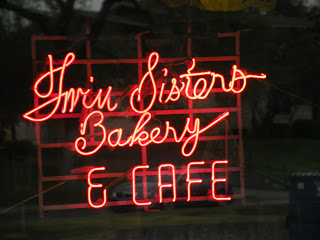 Twin Sisters
Bakery
& CAFE